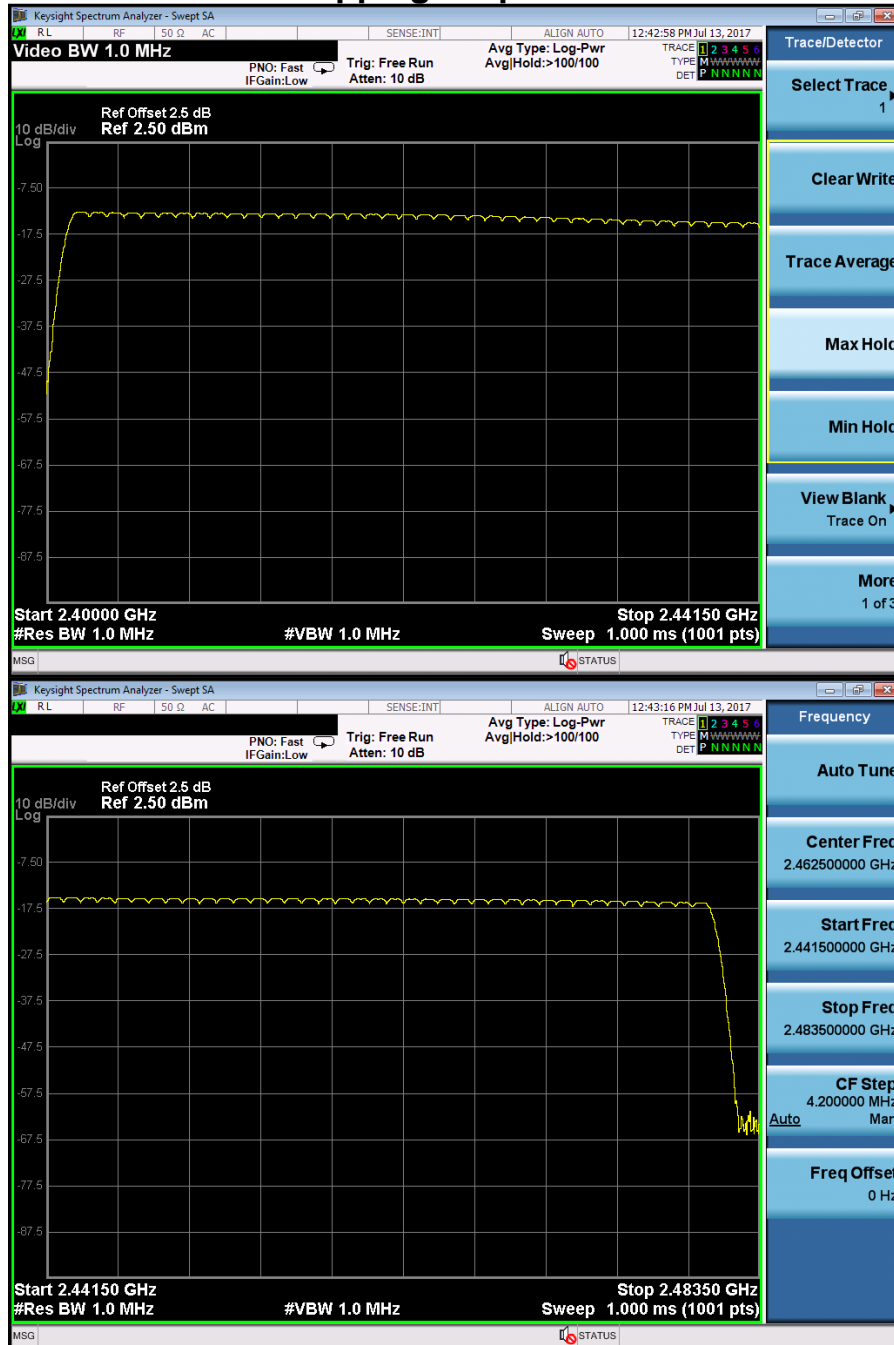 Keysight Spectrum Analyzer - Swept SA
LXI RL RF 50 Ω AC SENSE:INT ALIGN AUTO 12:42:58 PM Jul 13, 2017
Video BW 1.0 MHz
PNO: Fast
IFGain:Low
Trig: Free Run
Atten: 10 dB
Avg Type: Log-Pwr
Avg|Hold:>100/100
TRACE 1 2 3 4 5 6
TYPE M W W W W W
DET P N N N N N
Ref Offset 2.5 dB
10 dB/div Ref 2.50 dBm
Log
-7.50
-17.5
-27.5
-37.5
-47.5
-57.5
-67.5
-77.5
-87.5
Start 2.40000 GHz Stop 2.44150 GHz
#Res BW 1.0 MHz #VBW 1.0 MHz Sweep 1.000 ms (1001 pts)
MSG STATUS
Trace/Detector
Select Trace
1
Clear Write
Trace Average
Max Hold
Min Hold
View Blank
Trace On
More
1 of 3
Keysight Spectrum Analyzer - Swept SA
LXI RL RF 50 Ω AC SENSE:INT ALIGN AUTO 12:43:16 PM Jul 13, 2017
PNO: Fast
IFGain:Low
Trig: Free Run
Atten: 10 dB
Avg Type: Log-Pwr
Avg|Hold:>100/100
TRACE 1 2 3 4 5 6
TYPE M W W W W W
DET P N N N N N
Ref Offset 2.5 dB
10 dB/div Ref 2.50 dBm
Log
-7.50
-17.5
-27.5
-37.5
-47.5
-57.5
-67.5
-77.5
-87.5
Start 2.44150 GHz Stop 2.48350 GHz
#Res BW 1.0 MHz #VBW 1.0 MHz Sweep 1.000 ms (1001 pts)
MSG STATUS
Frequency
Auto Tune
Center Freq
2.462500000 GHz
Start Freq
2.441500000 GHz
Stop Freq
2.483500000 GHz
CF Step
4.200000 MHz
Auto Man
Freq Offset
0 Hz